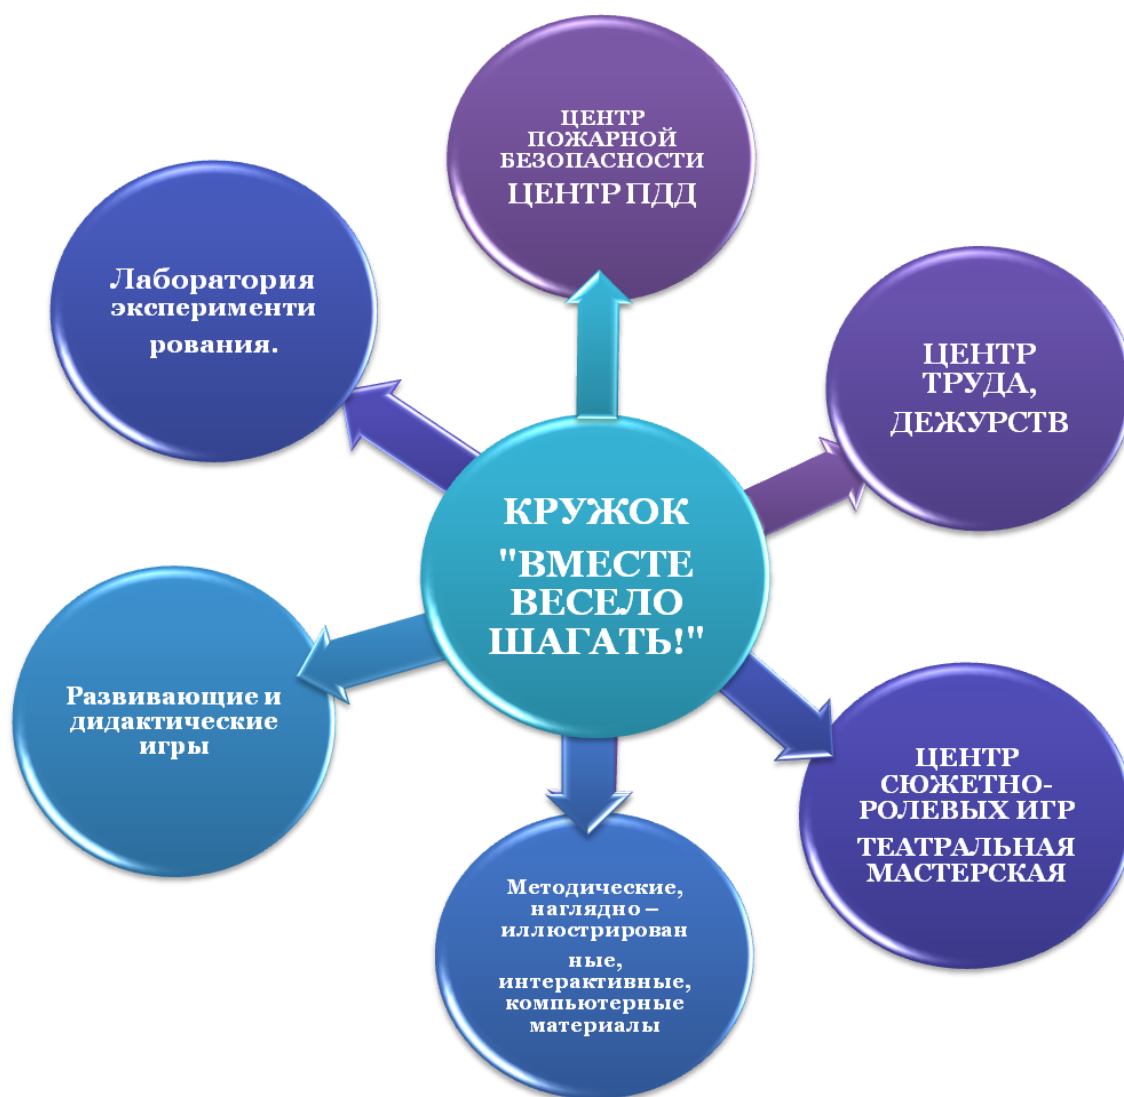 ЦЕНТР
ПОЖАРНОЙ
БЕЗОПАСНОСТИ
ЦЕНТР ПДД
Лаборатория
эксперименти
рования.
ЦЕНТР
ТРУДА,
ДЕЖУРСТВ
КРУЖОК
"ВМЕСТЕ
ВЕСЕЛО
ШАГАТЬ!"
Развивающие и
дидактические
игры
ЦЕНТР
СЮЖЕТНО-
РОЛЕВЫХ ИГР
ТЕАТРАЛЬНАЯ
МАСТЕРСКАЯ
Методические,
наглядно –
иллюстрирован
ные,
интерактивные,
компьютерные
материалы